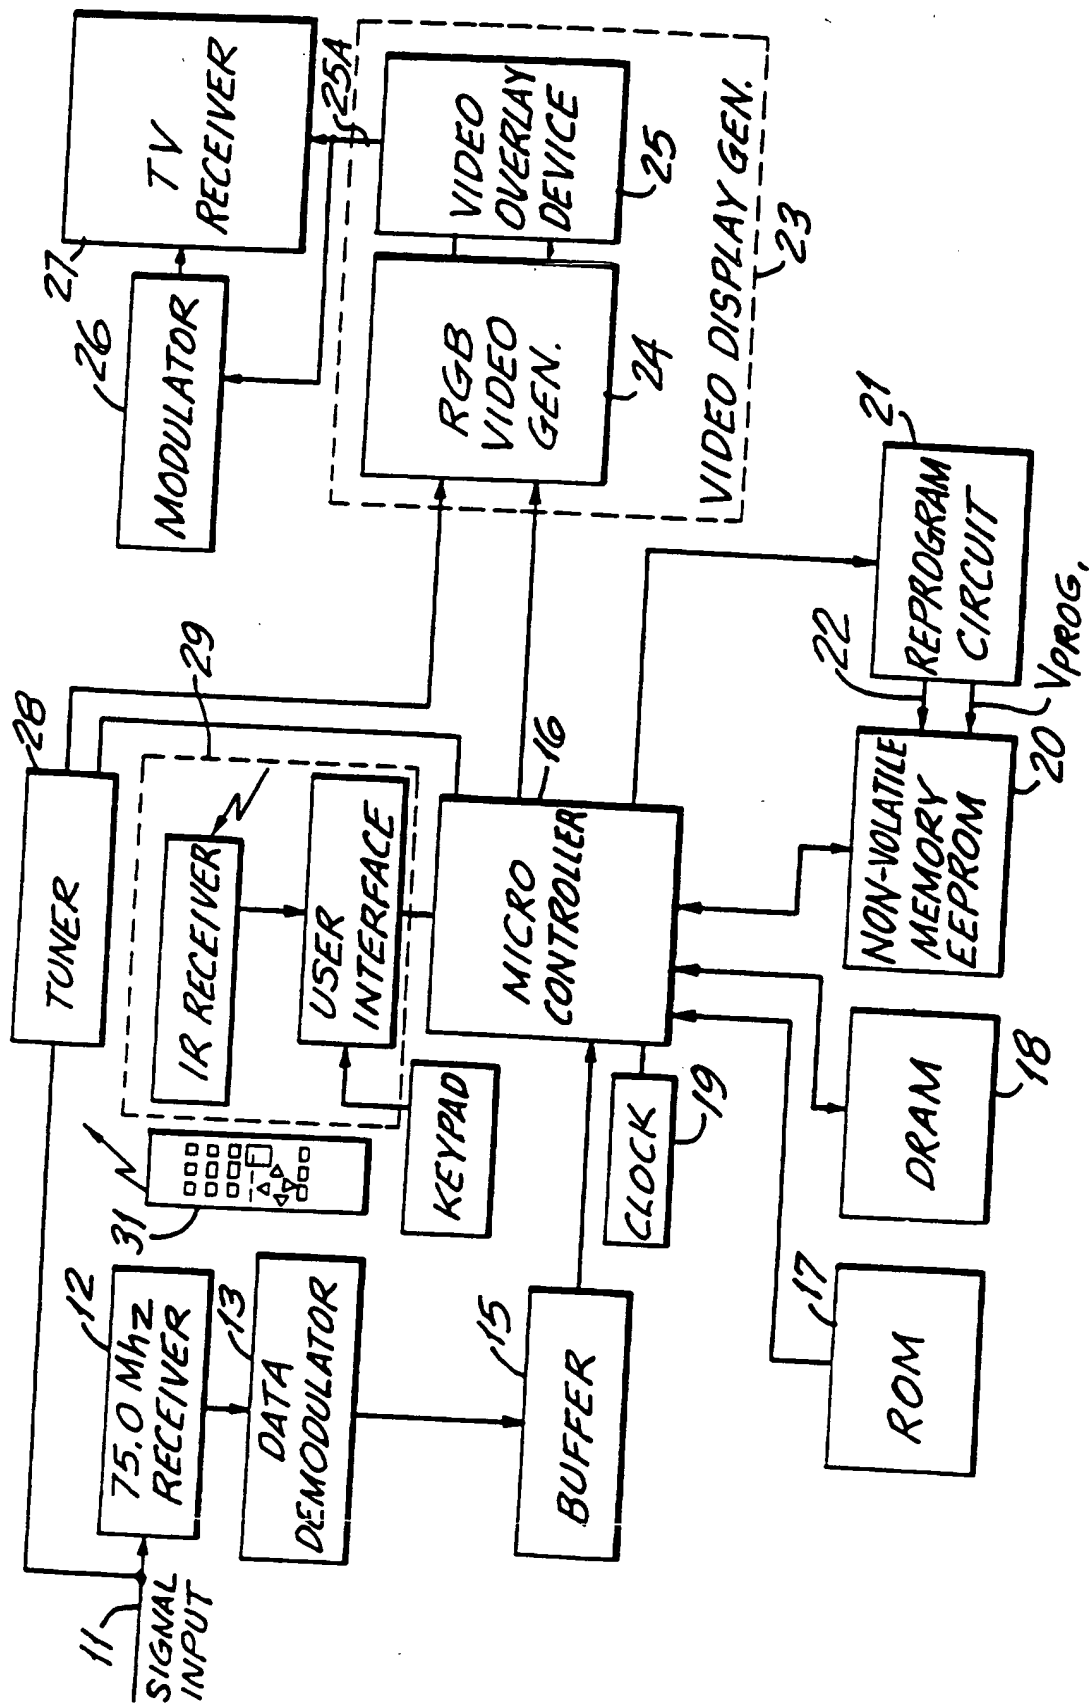 11
SIGNAL
INPUT
12
75.0 Mhz
RECEIVER
13
DATA
DEMODULATOR
15
BUFFER
17
ROM
31
28
TUNER
29
IR RECEIVER
USER
INTERFACE
KEYPAD
CLOCK
19
16
MICRO
CONTROLLER
DRAM
18
NON-VOLATILE
MEMORY
EEPROM
20
22
VPROG.
21
REPROGRAM
CIRCUIT
26
MODULATOR
27
TV
RECEIVER
25A
RGB
VIDEO
GEN.
24
VIDEO
OVERLAY
DEVICE
25
VIDEO DISPLAY GEN.
23